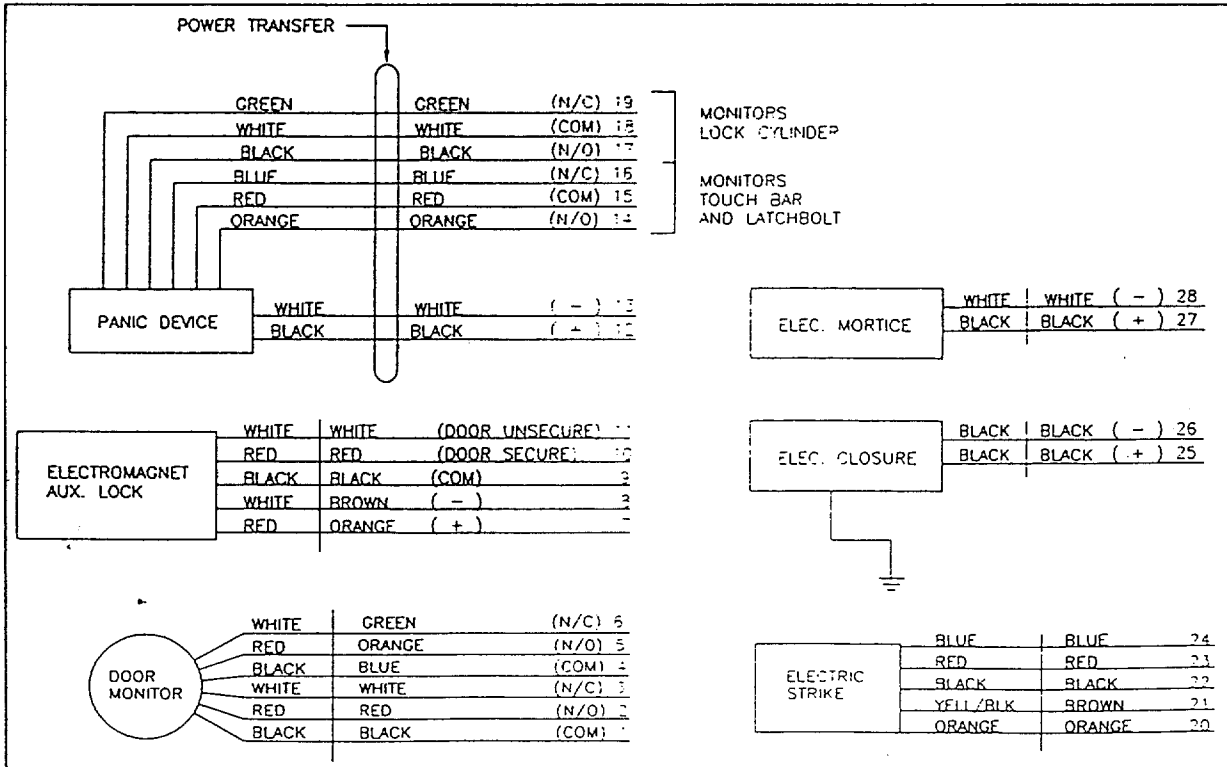 POWER TRANSFER
GREEN GREEN (N/C) 19
WHITE WHITE (COM) 18
BLACK BLACK (N/O) 17
BLUE BLUE (N/C) 16
RED RED (COM) 15
ORANGE ORANGE (N/O) 14
MONITORS
LOCK CYLINDER
MONITORS
TOUCH BAR
AND LATCHBOLT
PANIC DEVICE
WHITE WHITE ( - ) 13
BLACK BLACK ( + ) 12
ELEC. MORTICE
WHITE WHITE ( - ) 28
BLACK BLACK ( + ) 27
ELECTROMAGNET
AUX. LOCK
WHITE WHITE (DOOR UNSECURE) 11
RED RED (DOOR SECURE) 10
BLACK BLACK (COM) 9
WHITE BROWN ( - ) 8
RED ORANGE ( + ) 7
ELEC. CLOSURE
BLACK BLACK ( - ) 26
BLACK BLACK ( + ) 25
DOOR
MONITOR
WHITE GREEN (N/C) 6
RED ORANGE (N/O) 5
BLACK BLUE (COM) 4
WHITE WHITE (N/C) 3
RED RED (N/O) 2
BLACK BLACK (COM) 1
ELECTRIC
STRIKE
BLUE BLUE 24
RED RED 23
BLACK BLACK 22
YELL/BLK BROWN 21
ORANGE ORANGE 20